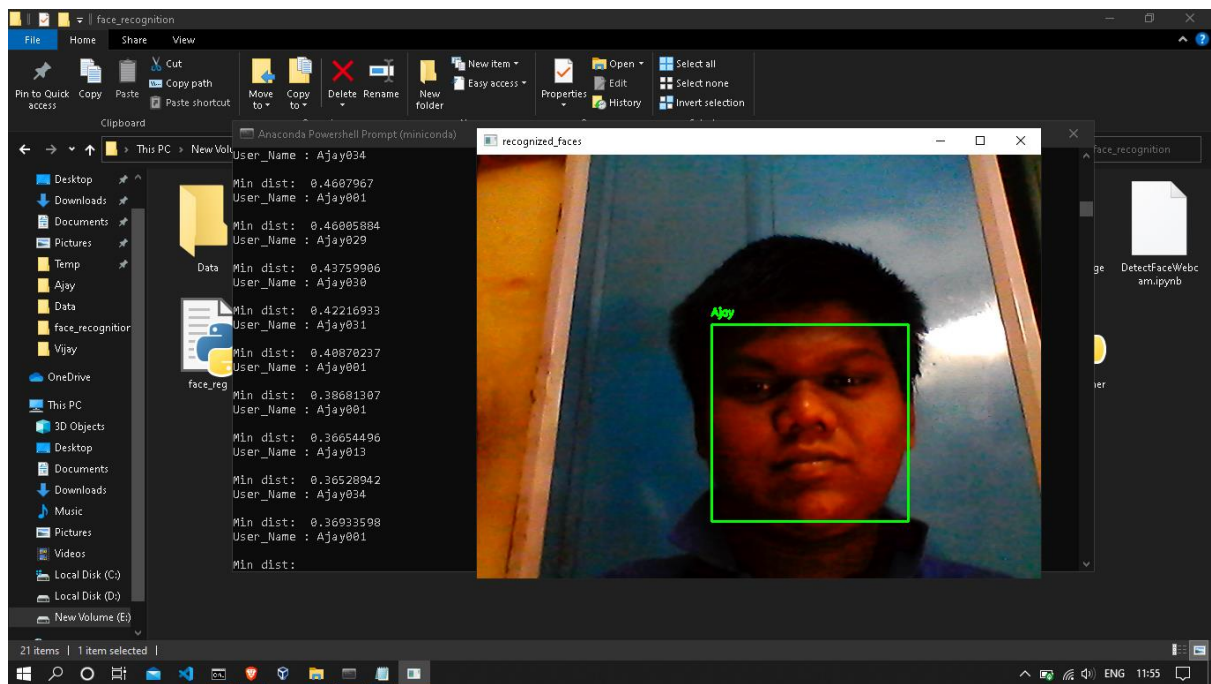 face_recognition
File Home Share View
Pin to Quick access
Copy
Paste
Cut
Copy path
Paste shortcut
Clipboard
Move to
Copy to
Delete
Rename
New folder
New item
Easy access
Properties
Open
Edit
History
Select all
Select none
Invert selection
This PC > New Volu
face_recognition
Anaconda Powershell Prompt (miniconda)
User_Name : Ajay034
Min dist: 0.4607967
User_Name : Ajay001
Min dist: 0.46005884
User_Name : Ajay029
Min dist: 0.43759906
User_Name : Ajay030
Min dist: 0.42216933
User_Name : Ajay031
Min dist: 0.40870237
User_Name : Ajay001
Min dist: 0.38681307
User_Name : Ajay001
Min dist: 0.36654496
User_Name : Ajay013
Min dist: 0.36528942
User_Name : Ajay034
Min dist: 0.36933598
User_Name : Ajay001
Min dist:
recognized_faces
Ajay
Desktop
Downloads
Documents
Pictures
Temp
Ajay
Data
face_recognition
Vijay
OneDrive
This PC
3D Objects
Desktop
Documents
Downloads
Music
Pictures
Videos
Local Disk (C:)
Local Disk (D:)
New Volume (E:)
Data
face_reg
ge
DetectFaceWebc
am.ipynb
er
21 items | 1 item selected |
ENG 11:55